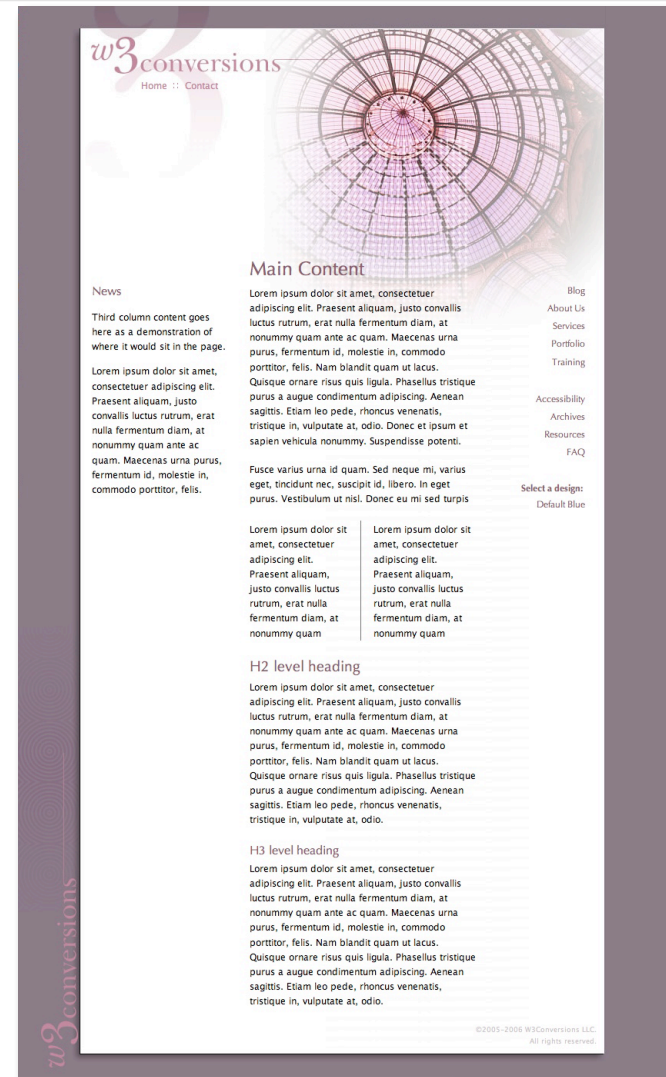 w3conversions
Home :: Contact
News
Third column content goes
here as a demonstration of
where it would sit in the page.
Lorem ipsum dolor sit amet,
consectetuer adipiscing elit.
Praesent aliquam, justo
convallis luctus rutrum, erat
nulla fermentum diam, at
nonummy quam ante ac
quam. Maecenas urna purus,
fermentum id, molestie in,
commodo porttitor, felis.
Main Content
Lorem ipsum dolor sit amet, consectetuer
adipiscing elit. Praesent aliquam, justo convallis
luctus rutrum, erat nulla fermentum diam, at
nonummy quam ante ac quam. Maecenas urna
purus, fermentum id, molestie in, commodo
porttitor, felis. Nam blandit quam ut lacus.
Quisque ornare risus quis ligula. Phasellus tristique
purus a augue condimentum adipiscing. Aenean
sagittis. Etiam leo pede, rhoncus venenatis,
tristique in, vulputate at, odio. Donec et ipsum et
sapien vehicula nonummy. Suspendisse potenti.
Fusce varius urna id quam. Sed neque mi, varius
eget, tincidunt nec, suscipit id, libero. In eget
purus. Vestibulum ut nisl. Donec eu mi sed turpis
Lorem ipsum dolor sit
amet, consectetuer
adipiscing elit.
Praesent aliquam,
justo convallis luctus
rutrum, erat nulla
fermentum diam, at
nonummy quam
Lorem ipsum dolor sit
amet, consectetuer
adipiscing elit.
Praesent aliquam,
justo convallis luctus
rutrum, erat nulla
fermentum diam, at
nonummy quam
H2 level heading
Lorem ipsum dolor sit amet, consectetuer
adipiscing elit. Praesent aliquam, justo convallis
luctus rutrum, erat nulla fermentum diam, at
nonummy quam ante ac quam. Maecenas urna
purus, fermentum id, molestie in, commodo
porttitor, felis. Nam blandit quam ut lacus.
Quisque ornare risus quis ligula. Phasellus tristique
purus a augue condimentum adipiscing. Aenean
sagittis. Etiam leo pede, rhoncus venenatis,
tristique in, vulputate at, odio.
H3 level heading
Lorem ipsum dolor sit amet, consectetuer
adipiscing elit. Praesent aliquam, justo convallis
luctus rutrum, erat nulla fermentum diam, at
nonummy quam ante ac quam. Maecenas urna
purus, fermentum id, molestie in, commodo
porttitor, felis. Nam blandit quam ut lacus.
Quisque ornare risus quis ligula. Phasellus tristique
purus a augue condimentum adipiscing. Aenean
sagittis. Etiam leo pede, rhoncus venenatis,
tristique in, vulputate at, odio.
Blog
About Us
Services
Portfolio
Training
Accessibility
Archives
Resources
FAQ
Select a design:
Default Blue
©2005-2006 W3Conversions LLC.
All rights reserved.
w3conversions